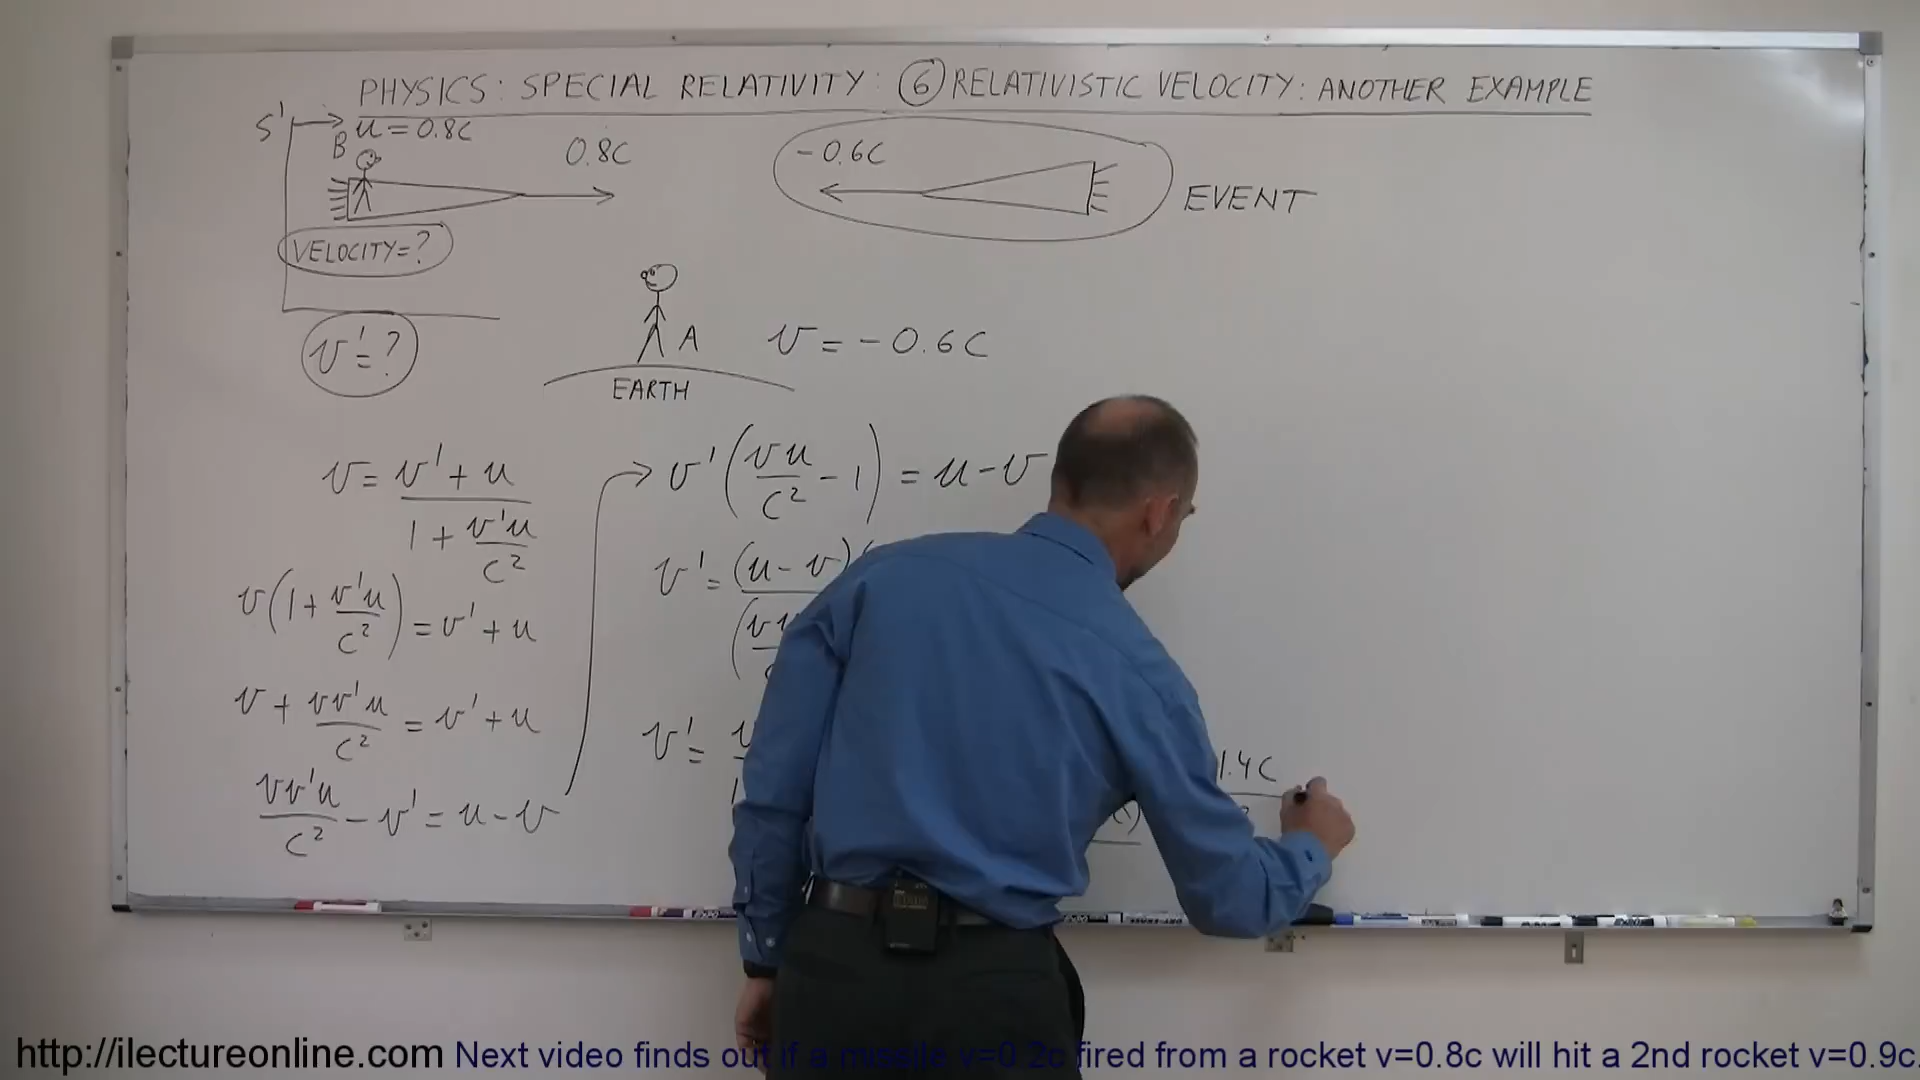 PHYSICS: SPECIAL RELATIVITY: ⑥ RELATIVISTIC VELOCITY: ANOTHER EXAMPLE
S' u = 0.8C
B
0.8C
-0.6C
EVENT
VELOCITY=?
v'=?
A
v = -0.6C
EARTH
v = (v' + u) / (1 + v'u/c²)
v(1 + v'u/c²) = v' + u
v + vv'u/c² = v' + u
vv'u/c² - v' = u - v
v'(vu/c² - 1) = u - v
v' = (u - v)
v' =
1.4C
http://ilectureonline.com Next video finds out if a missile v=0.2c fired from a rocket v=0.8c will hit a 2nd rocket v=0.9c.